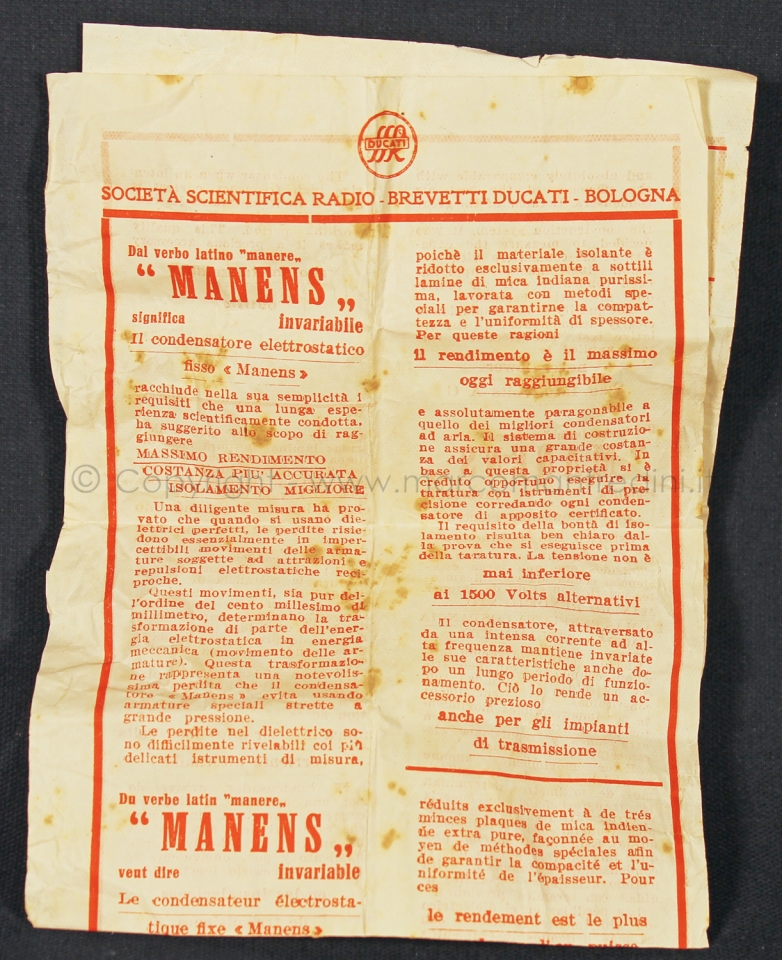 DUCATI
SOCIETÀ SCIENTIFICA RADIO - BREVETTI DUCATI - BOLOGNA
Dal verbo latino "manere„
“ MANENS „
significa invariabile
Il condensatore elettrostatico
fisso « Manens »
racchiude nella sua semplicità i
requisiti che una lunga espe-
rienza scientificamente condotta,
ha suggerito allo scopo di rag-
giungere
MASSIMO RENDIMENTO
COSTANZA PIU' ACCURATA
ISOLAMENTO MIGLIORE
Una diligente misura ha pro-
vato che quando si usano die-
lettrici perfetti, le perdite risie-
dono essenzialmente in imper-
cettibili movimenti delle arma-
ture soggette ad attrazioni e
repulsioni elettrostatiche reci-
proche.
Questi movimenti, sia pur del-
l'ordine del cento millesimo di
millimetro, determinano la tra-
sformazione di parte dell'ener-
gia elettrostatica in energia
meccanica (movimento delle ar-
mature). Questa trasformazio-
ne rappresenta una notevolis-
sima perdita che il condensa-
tore «Manens» evita usando
armature speciali strette a
grande pressione.
Le perdite nel dielettrico so-
no difficilmente rivelabili coi più
delicati istrumenti di misura,
poichè il materiale isolante è
ridotto esclusivamente a sottili
lamine di mica indiana purissi-
ma, lavorata con metodi spe-
ciali per garantirne la compat-
tezza e l'uniformità di spessore.
Per queste ragioni
il rendimento è il massimo
oggi raggiungibile
e assolutamente paragonabile a
quello dei migliori condensatori
ad aria. Il sistema di costruzio-
ne assicura una grande costan-
za dei valori capacitativi. In
base a questa proprietà si è
creduto opportuno eseguire la
taratura con istrumenti di pre-
cisione corredando ogni conden-
satore di apposito certificato.
Il requisito della bontà di iso-
lamento risulta ben chiaro dal-
la prova che si eseguisce prima
della taratura. La tensione non è
mai inferiore
ai 1500 Volts alternativi
Il condensatore, attraversato
da una intensa corrente ad al-
ta frequenza mantiene invariate
le sue caratteristiche anche do-
po un lungo periodo di funzio-
namento. Ciò lo rende un ac-
cessorio prezioso
anche per gli impianti
di trasmissione
Du verbe latin "manere„
“ MANENS „
vent dire invariable
Le condensateur électrosta-
tique fixe « Manens »
réduits exclusivement à de trés
minces plaques de mica indien-
ne extra pure, façonnée au mo-
yen de méthodes spéciales afin
de garantir la compacité et l'u-
niformité de l'épaisseur. Pour
ces
le rendement est le plus